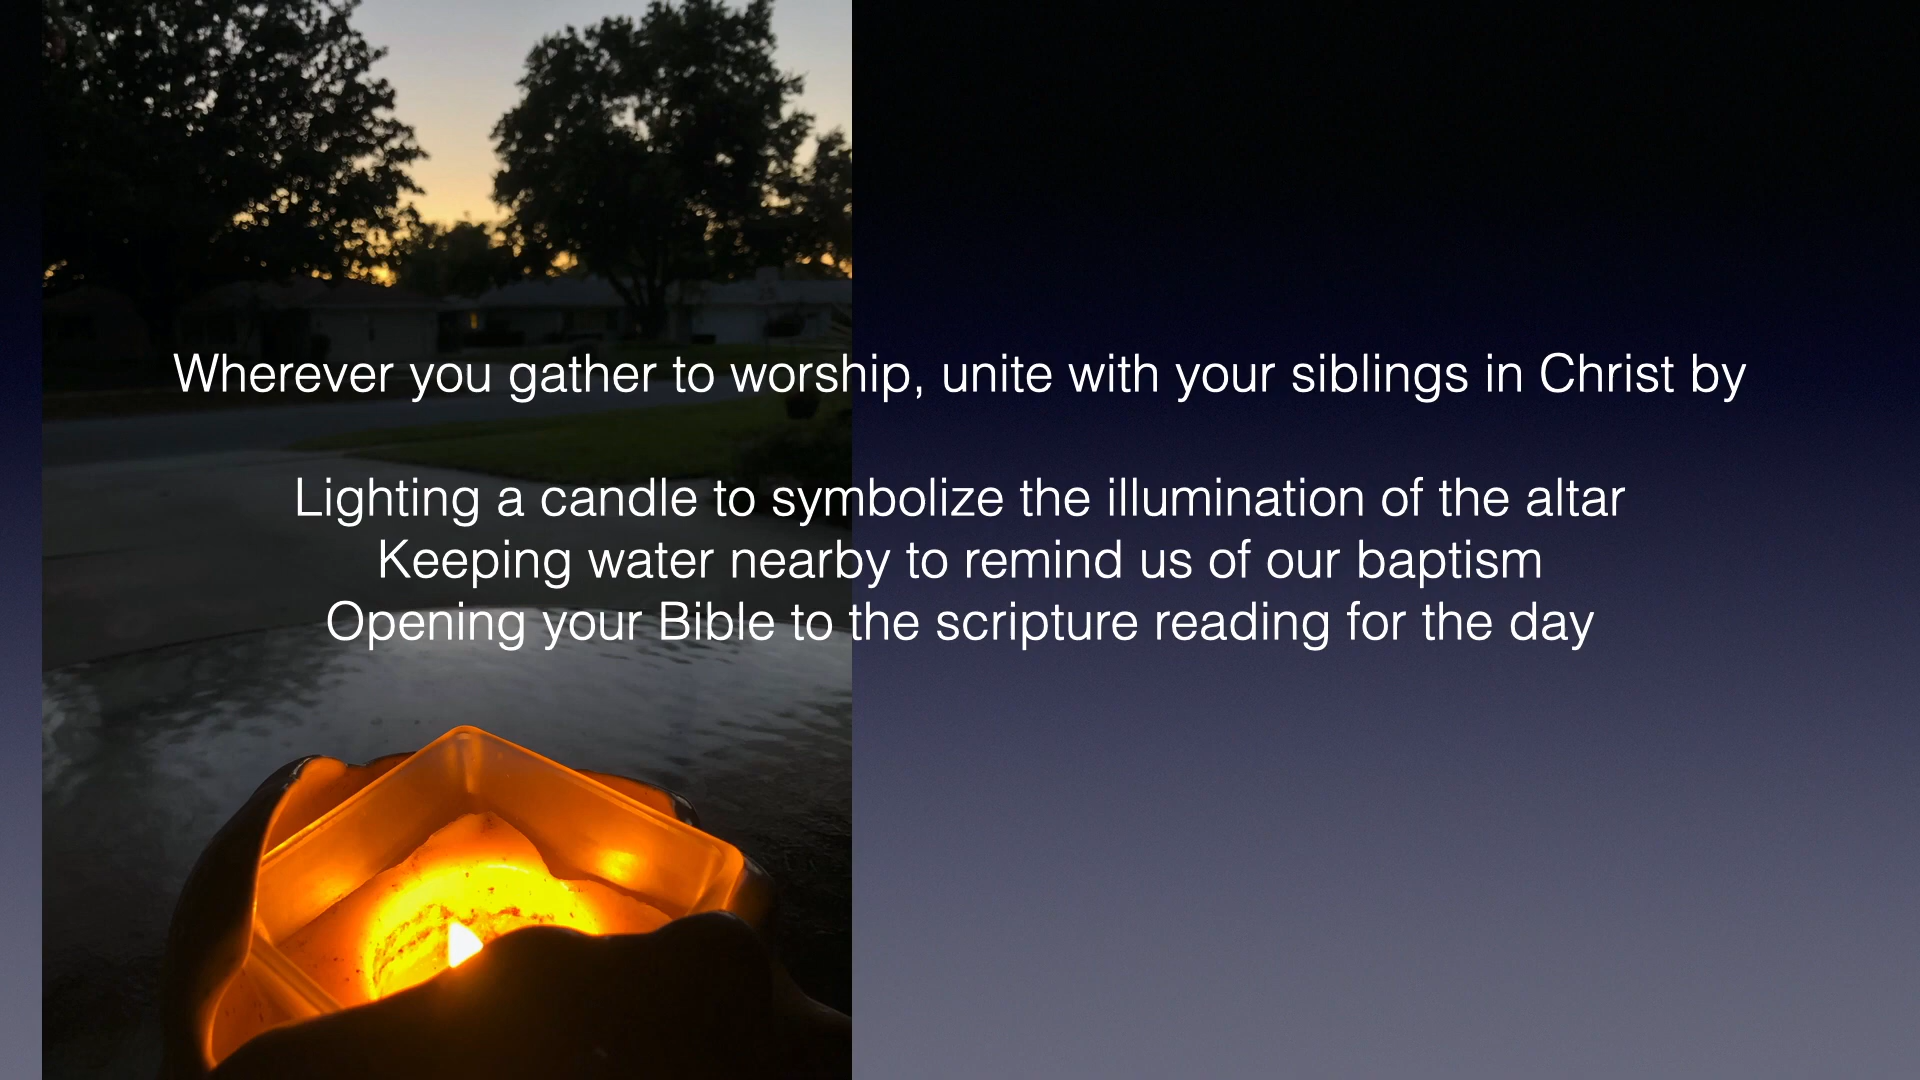 Wherever you gather to worship, unite with your siblings in Christ by
Lighting a candle to symbolize the illumination of the altar
Keeping water nearby to remind us of our baptism
Opening your Bible to the scripture reading for the day